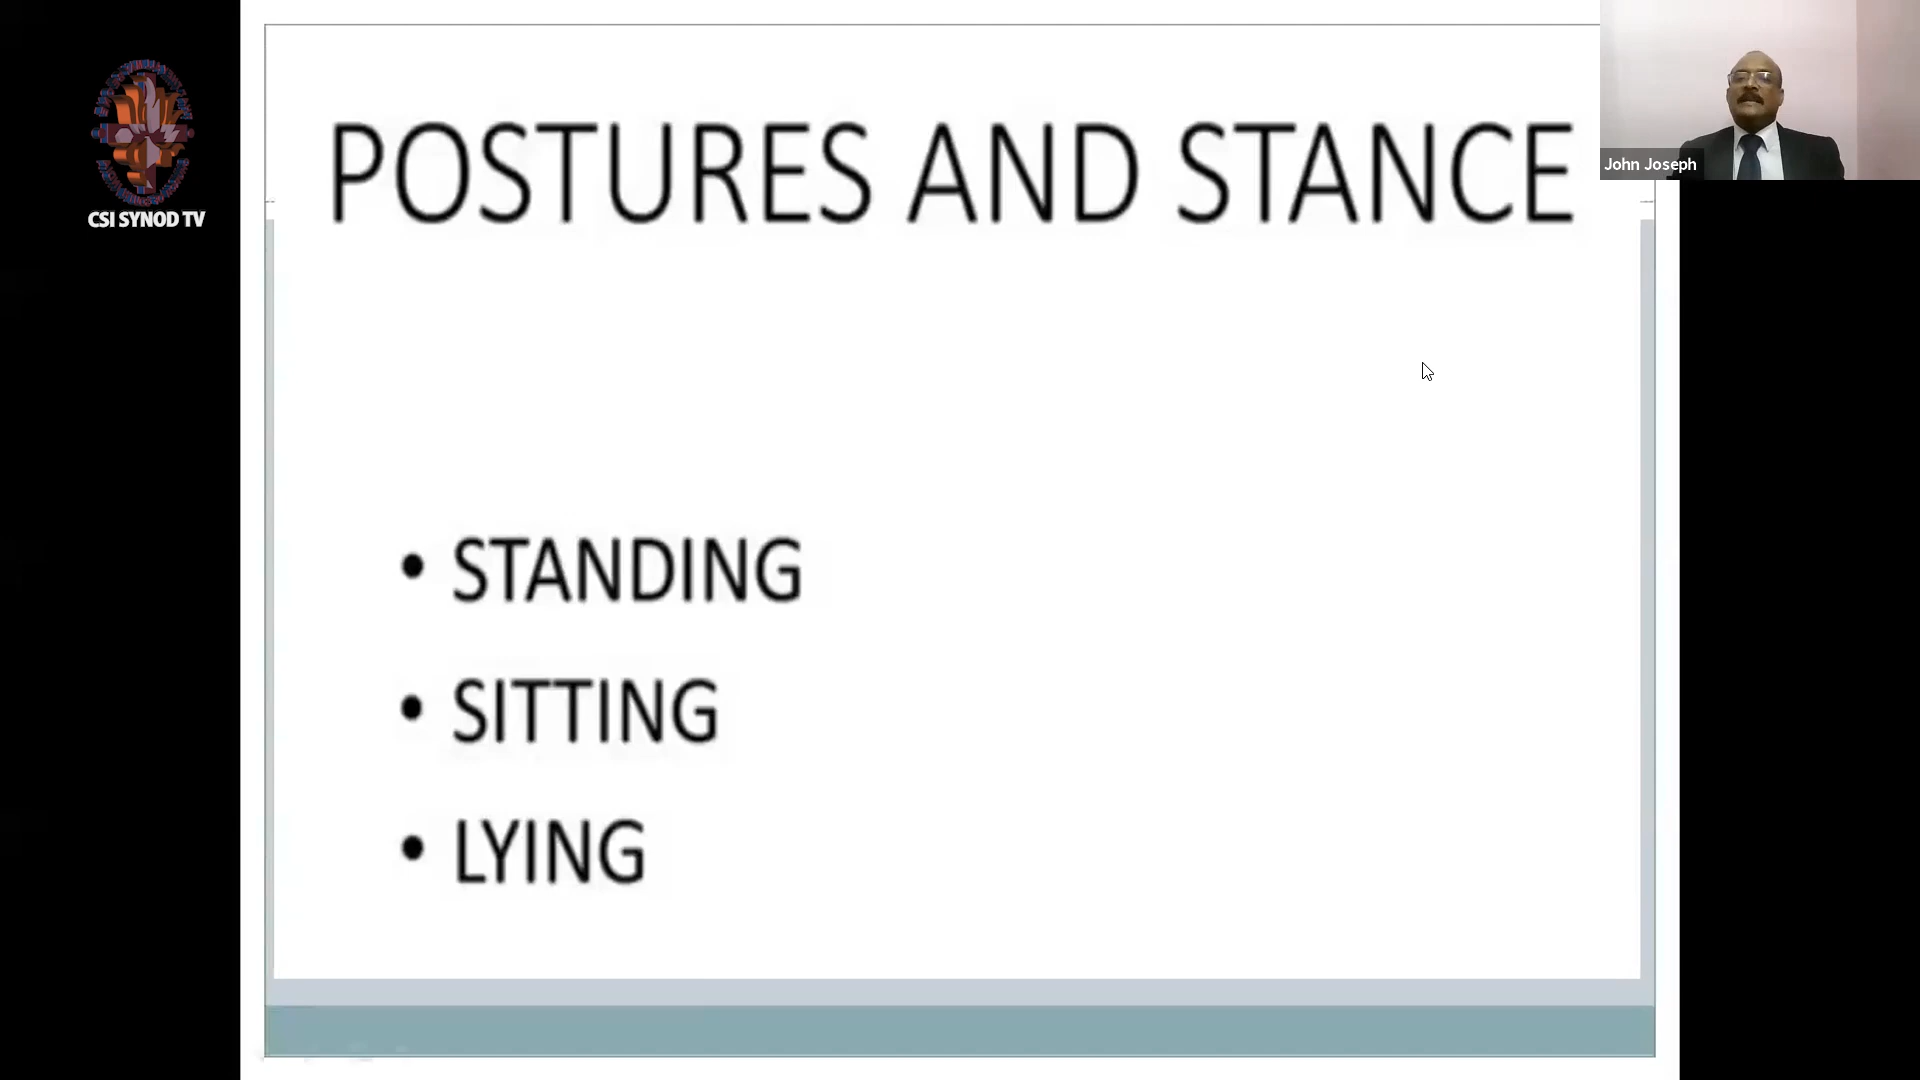 CSI SYNOD TV
POSTURES AND STANCE
John Joseph
• STANDING
• SITTING
• LYING